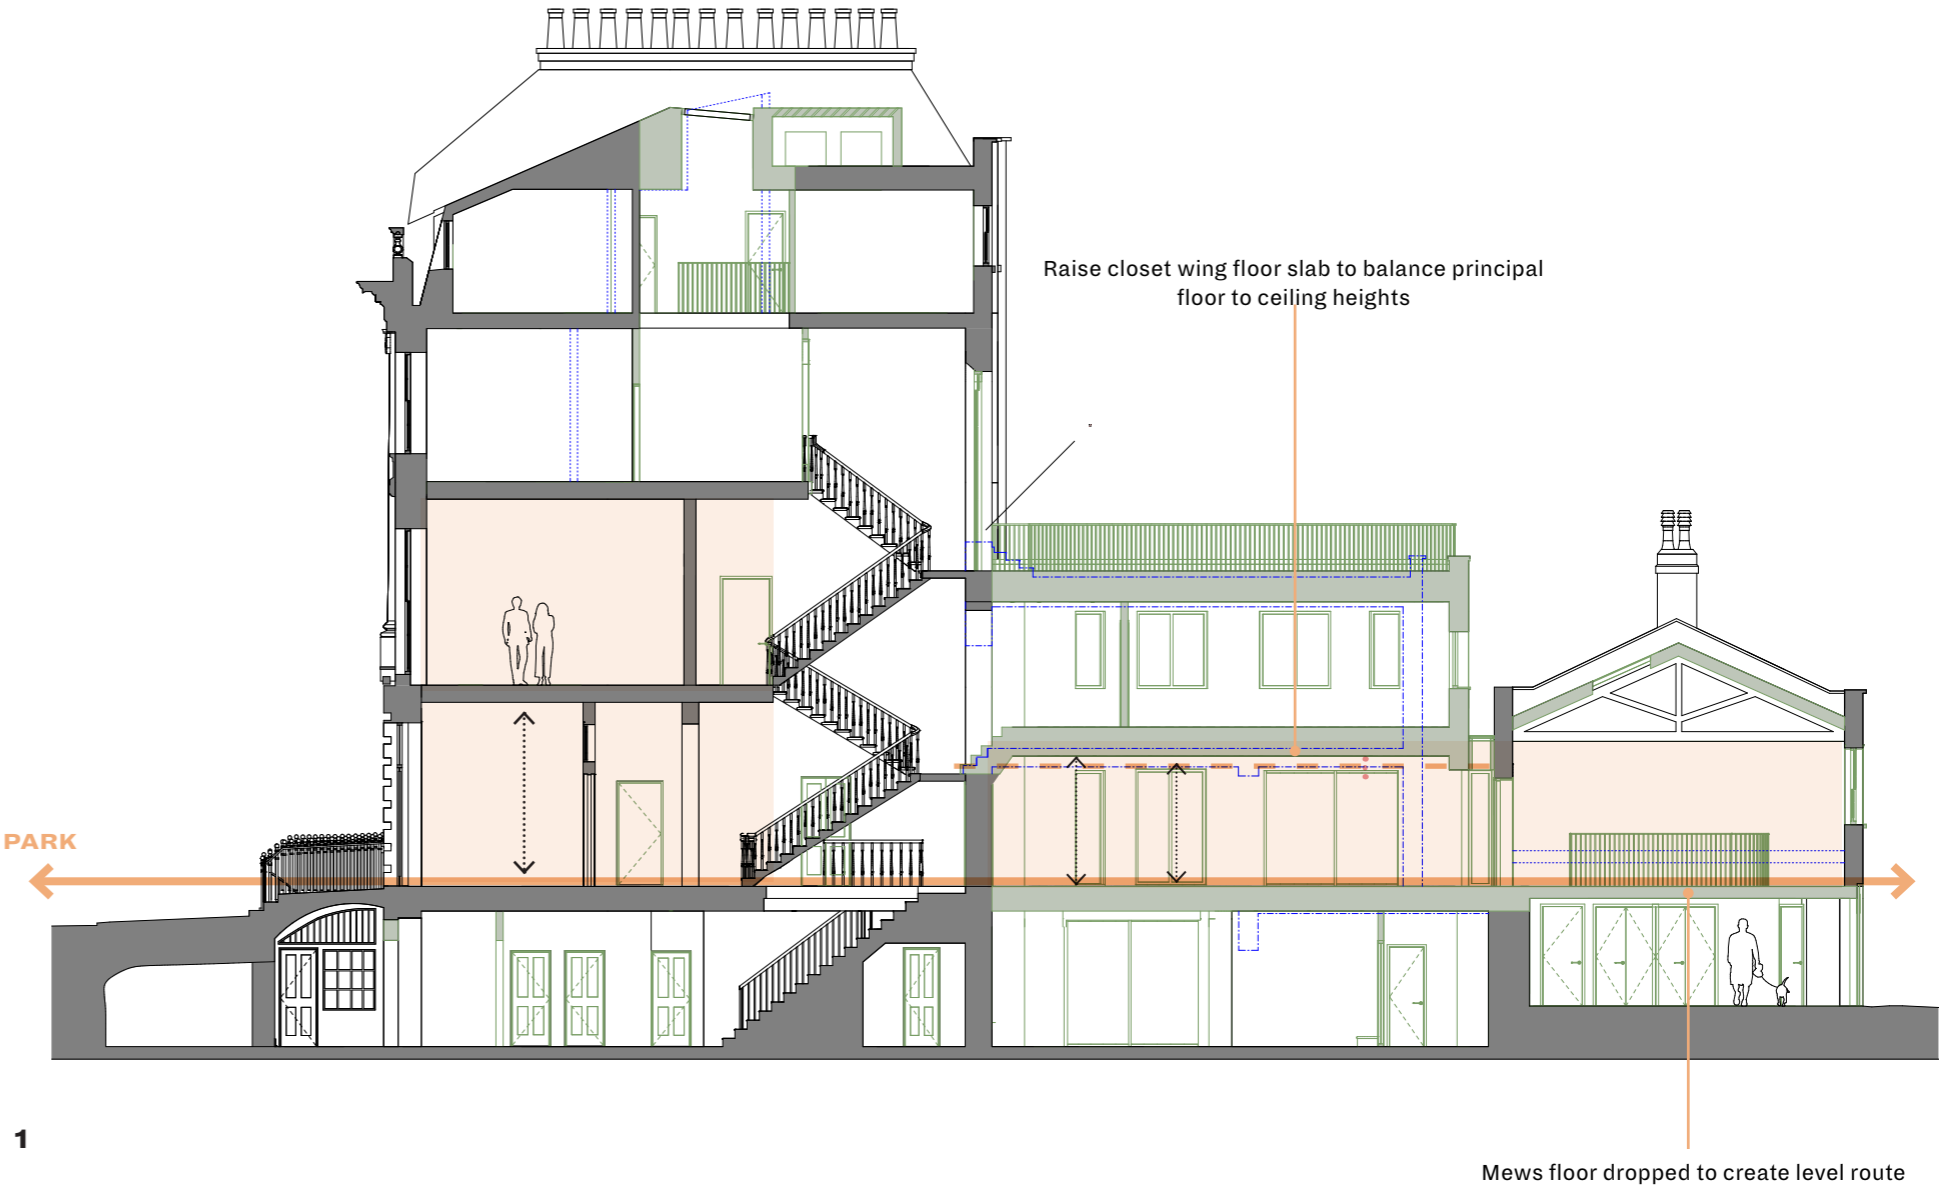 Raise closet wing floor slab to balance principal
floor to ceiling heights
PARK
1
Mews floor dropped to create level route